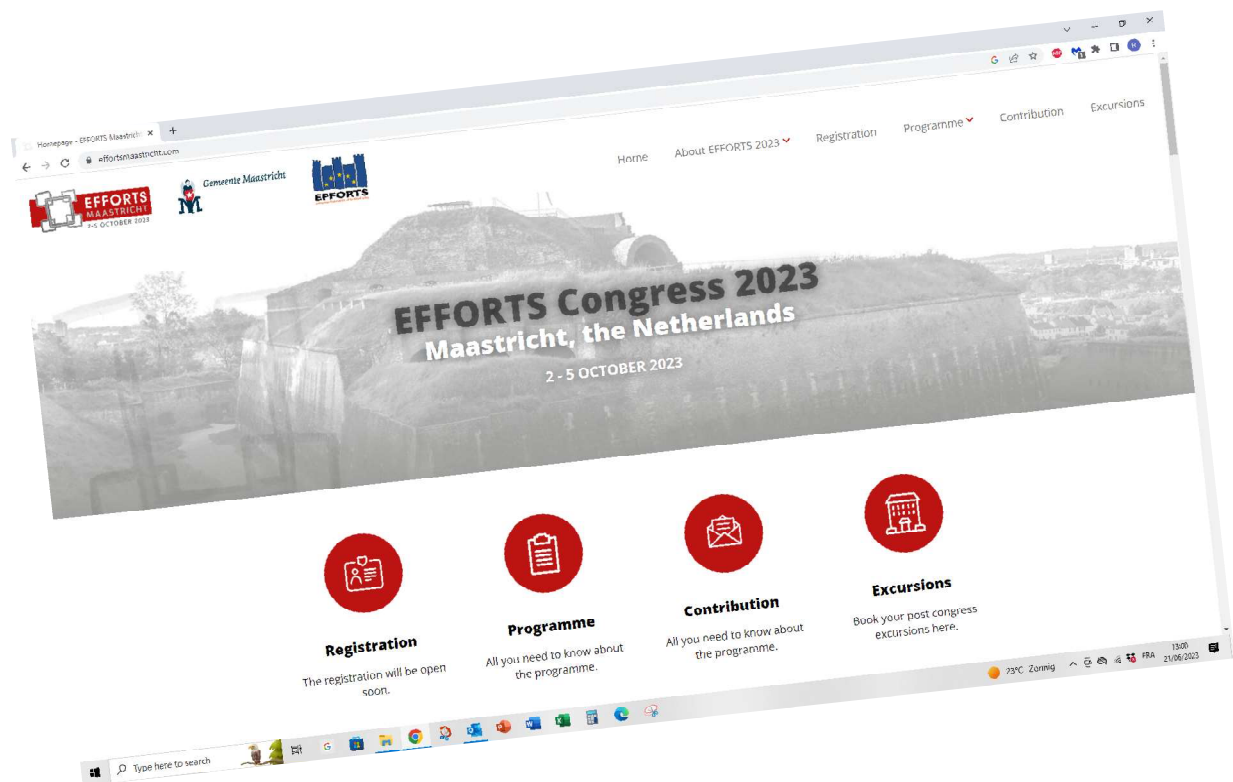 Homepage - EFFORTS Maastricht
effortsmaastricht.com
EFFORTS
MAASTRICHT
2-5 OCTOBER 2023
Gemeente Maastricht
EFFORTS
Home
About EFFORTS 2023
Registration
Programme
Contribution
Excursions
EFFORTS Congress 2023
Maastricht, the Netherlands
2 - 5 OCTOBER 2023
Registration
The registration will be open
soon.
Programme
All you need to know about
the programme.
Contribution
All you need to know about
the programme.
Excursions
Book your post congress
excursions here.
Type here to search
23°C Zonnig
FRA
13:00
21/06/2023